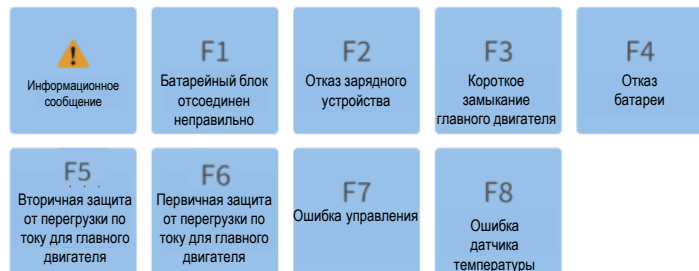 Информационное
сообщение
F1
Батарейный блок
отсоединен
неправильно
F2
Отказ зарядного
устройства
F3
Короткое
замыкание
главного двигателя
F4
Отказ
батареи
F5
Вторичная защита
от перегрузки по
току для главного
двигателя
F6
Первичная защита
от перегрузки по
току для главного
двигателя
F7
Ошибка управления
F8
Ошибка
датчика
температуры